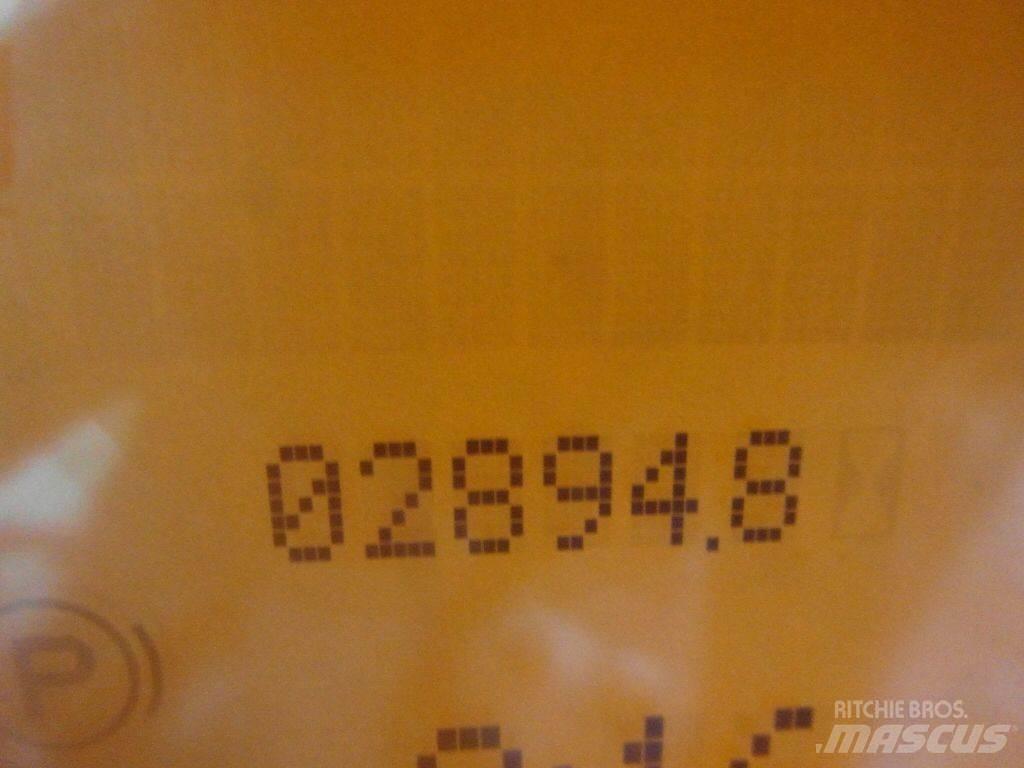 02894.8
P
RITCHIE BROS.
MASCUS